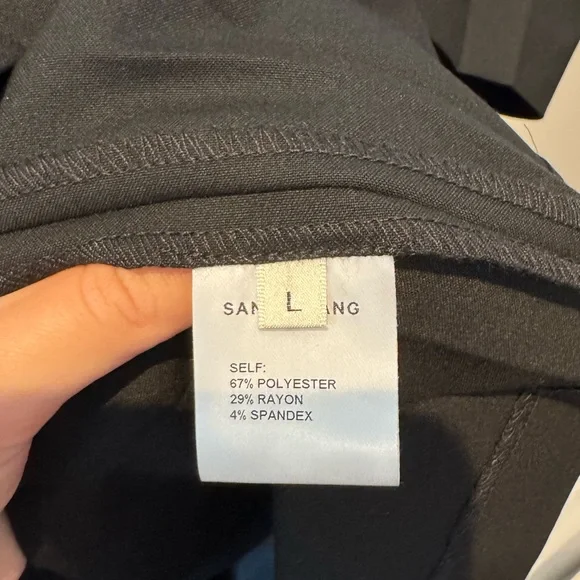 SAN ANG
L
SELF:
67% POLYESTER
29% RAYON
4% SPANDEX